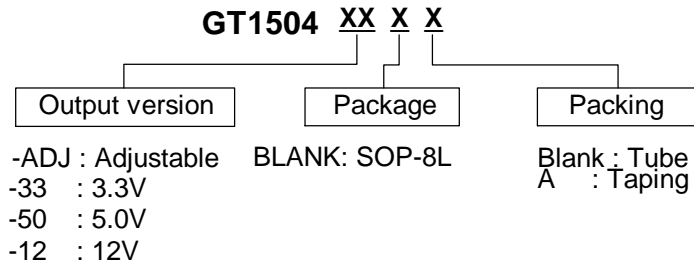 GT1504 XX X X
Output version Package Packing
-ADJ : Adjustable BLANK: SOP-8L Blank : Tube
-33 : 3.3V A : Taping
-50 : 5.0V
-12 : 12V